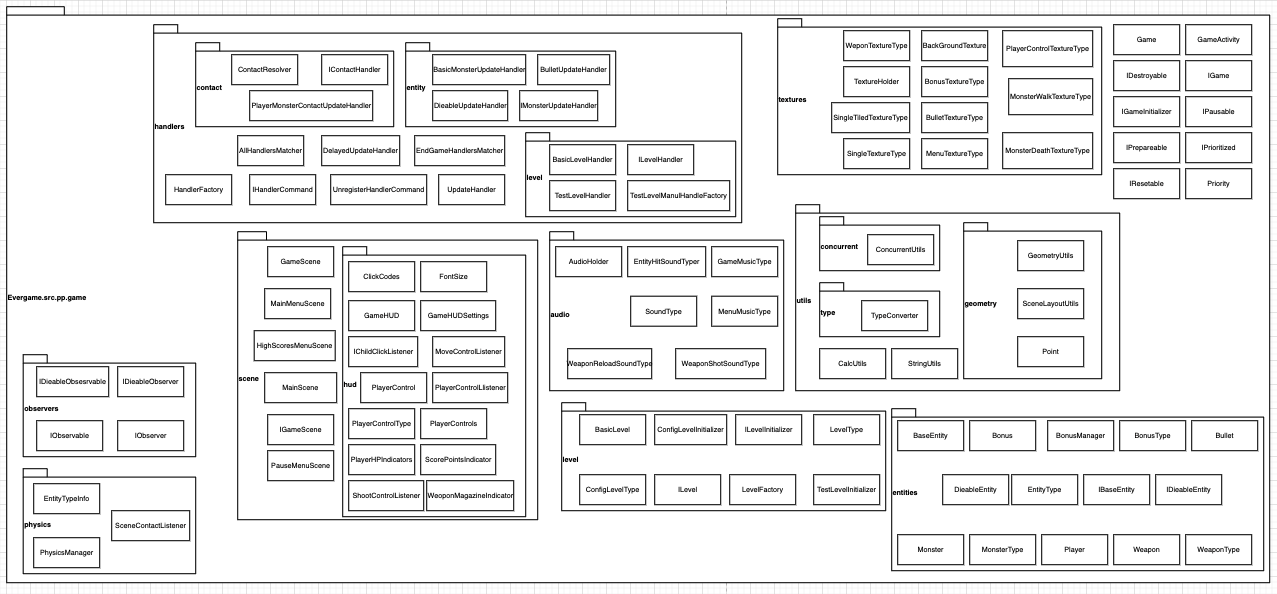 Evergame.src.pp.game
handlers
contact
ContactResolver
IContactHandler
PlayerMonsterContactUpdateHandler
entity
BasicMonsterUpdateHandler
BulletUpdateHandler
DieableUpdateHandler
IMonsterUpdateHandler
AllHandlersMatcher
DelayedUpdateHandler
EndGameHandlersMatcher
HandlerFactory
IHandlerCommand
UnregisterHandlerCommand
UpdateHandler
level
BasicLevelHandler
ILevelHandler
TestLevelHandler
TestLevelManulHandleFactory
textures
WeponTextureType
BackGroundTexture
PlayerControlTextureType
TextureHolder
BonusTextureType
MonsterWalkTextureType
SingleTiledTextureType
BulletTextureType
SingleTextureType
MenuTextureType
MonsterDeathTextureType
Game
GameActivity
IDestroyable
IGame
IGameInitializer
IPausable
IPrepareable
IPrioritized
IResetable
Priority
scene
GameScene
MainMenuScene
HighScoresMenuScene
MainScene
IGameScene
PauseMenuScene
hud
ClickCodes
FontSize
GameHUD
GameHUDSettings
IChildClickListener
MoveControlListener
PlayerControl
PlayerControlLlistener
PlayerControlType
PlayerControls
PlayerHPIndicators
ScorePointsIndicator
ShootControlListener
WeoponMagazineIndicator
audio
AudioHolder
EntityHitSoundTyper
GameMusicType
SoundType
MenuMusicType
WeaponReloadSoundType
WeaponShotSoundType
utils
concurrent
ConcurrentUtils
type
TypeConverter
CalcUtils
StringUtils
geometry
GeometryUtils
SceneLayoutUtils
Point
observers
IDieableObsesrvable
IDieableObserver
IObservable
IObserver
physics
EntityTypeInfo
SceneContactListener
PhysicsManager
level
BasicLevel
ConfigLevelInitializer
ILevelInitializer
LevelType
ConfigLevelType
ILevel
LevelFactory
TestLevelInitializer
entities
BaseEntity
Bonus
BonusManager
BonusType
Bullet
DieableEntity
EntityType
IBaseEntity
IDieableEntity
Monster
MonsterType
Player
Weapon
WeaponType